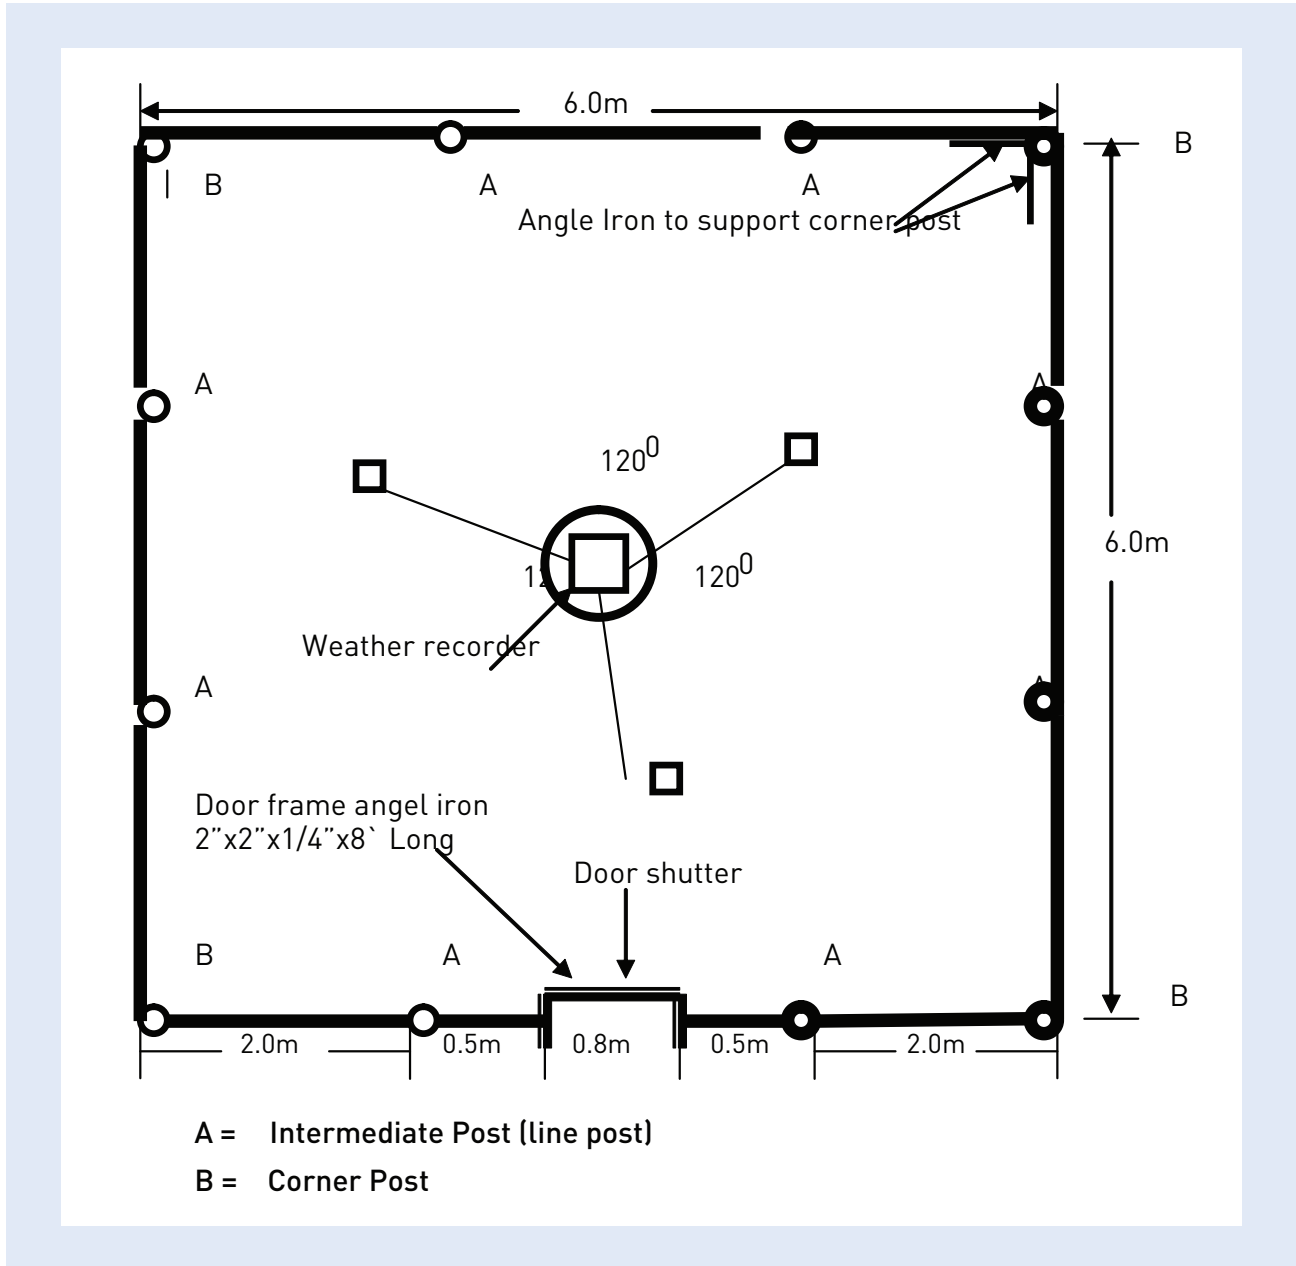 6.0m
B
B
A
A
Angle Iron to support corner post
A
A
120⁰
6.0m
12
120⁰
Weather recorder
A
A
Door frame angel iron
2”x2”x1/4”x8` Long
Door shutter
B
A
A
B
2.0m
0.5m
0.8m
0.5m
2.0m
A = Intermediate Post (line post)
B = Corner Post